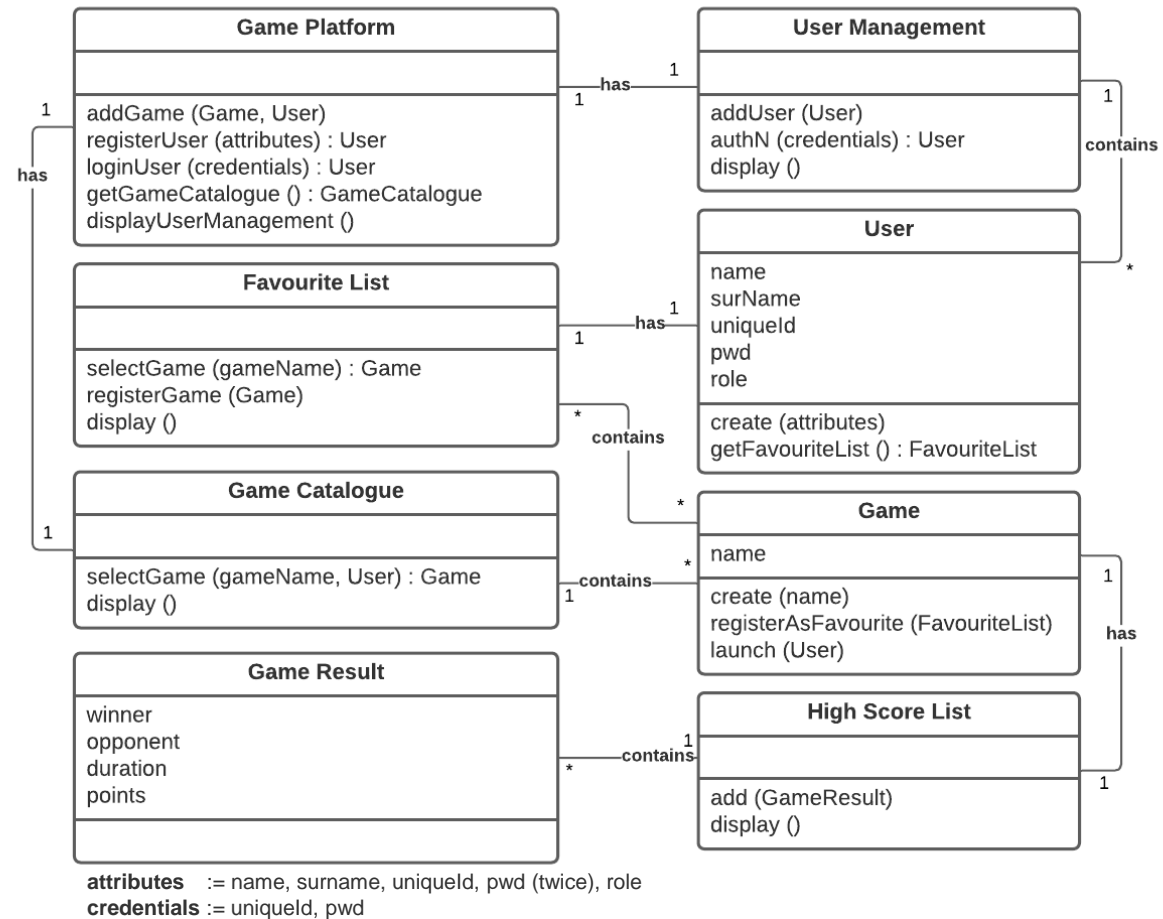 Game Platform
addGame (Game, User)
registerUser (attributes) : User
loginUser (credentials) : User
getGameCatalogue () : GameCatalogue
displayUserManagement ()
1
has
1
1
has
1
User Management
addUser (User)
authN (credentials) : User
display ()
1
contains
*
User
name
surName
uniqueId
pwd
role
create (attributes)
getFavouriteList () : FavouriteList
Favourite List
selectGame (gameName) : Game
registerGame (Game)
display ()
1
has
1
*
contains
*
Game Catalogue
selectGame (gameName, User) : Game
display ()
1
contains
*
Game
name
create (name)
registerAsFavourite (FavouriteList)
launch (User)
1
has
1
Game Result
winner
opponent
duration
points
*
contains
1
High Score List
add (GameResult)
display ()
attributes := name, surname, uniqueId, pwd (twice), role
credentials := uniqueId, pwd